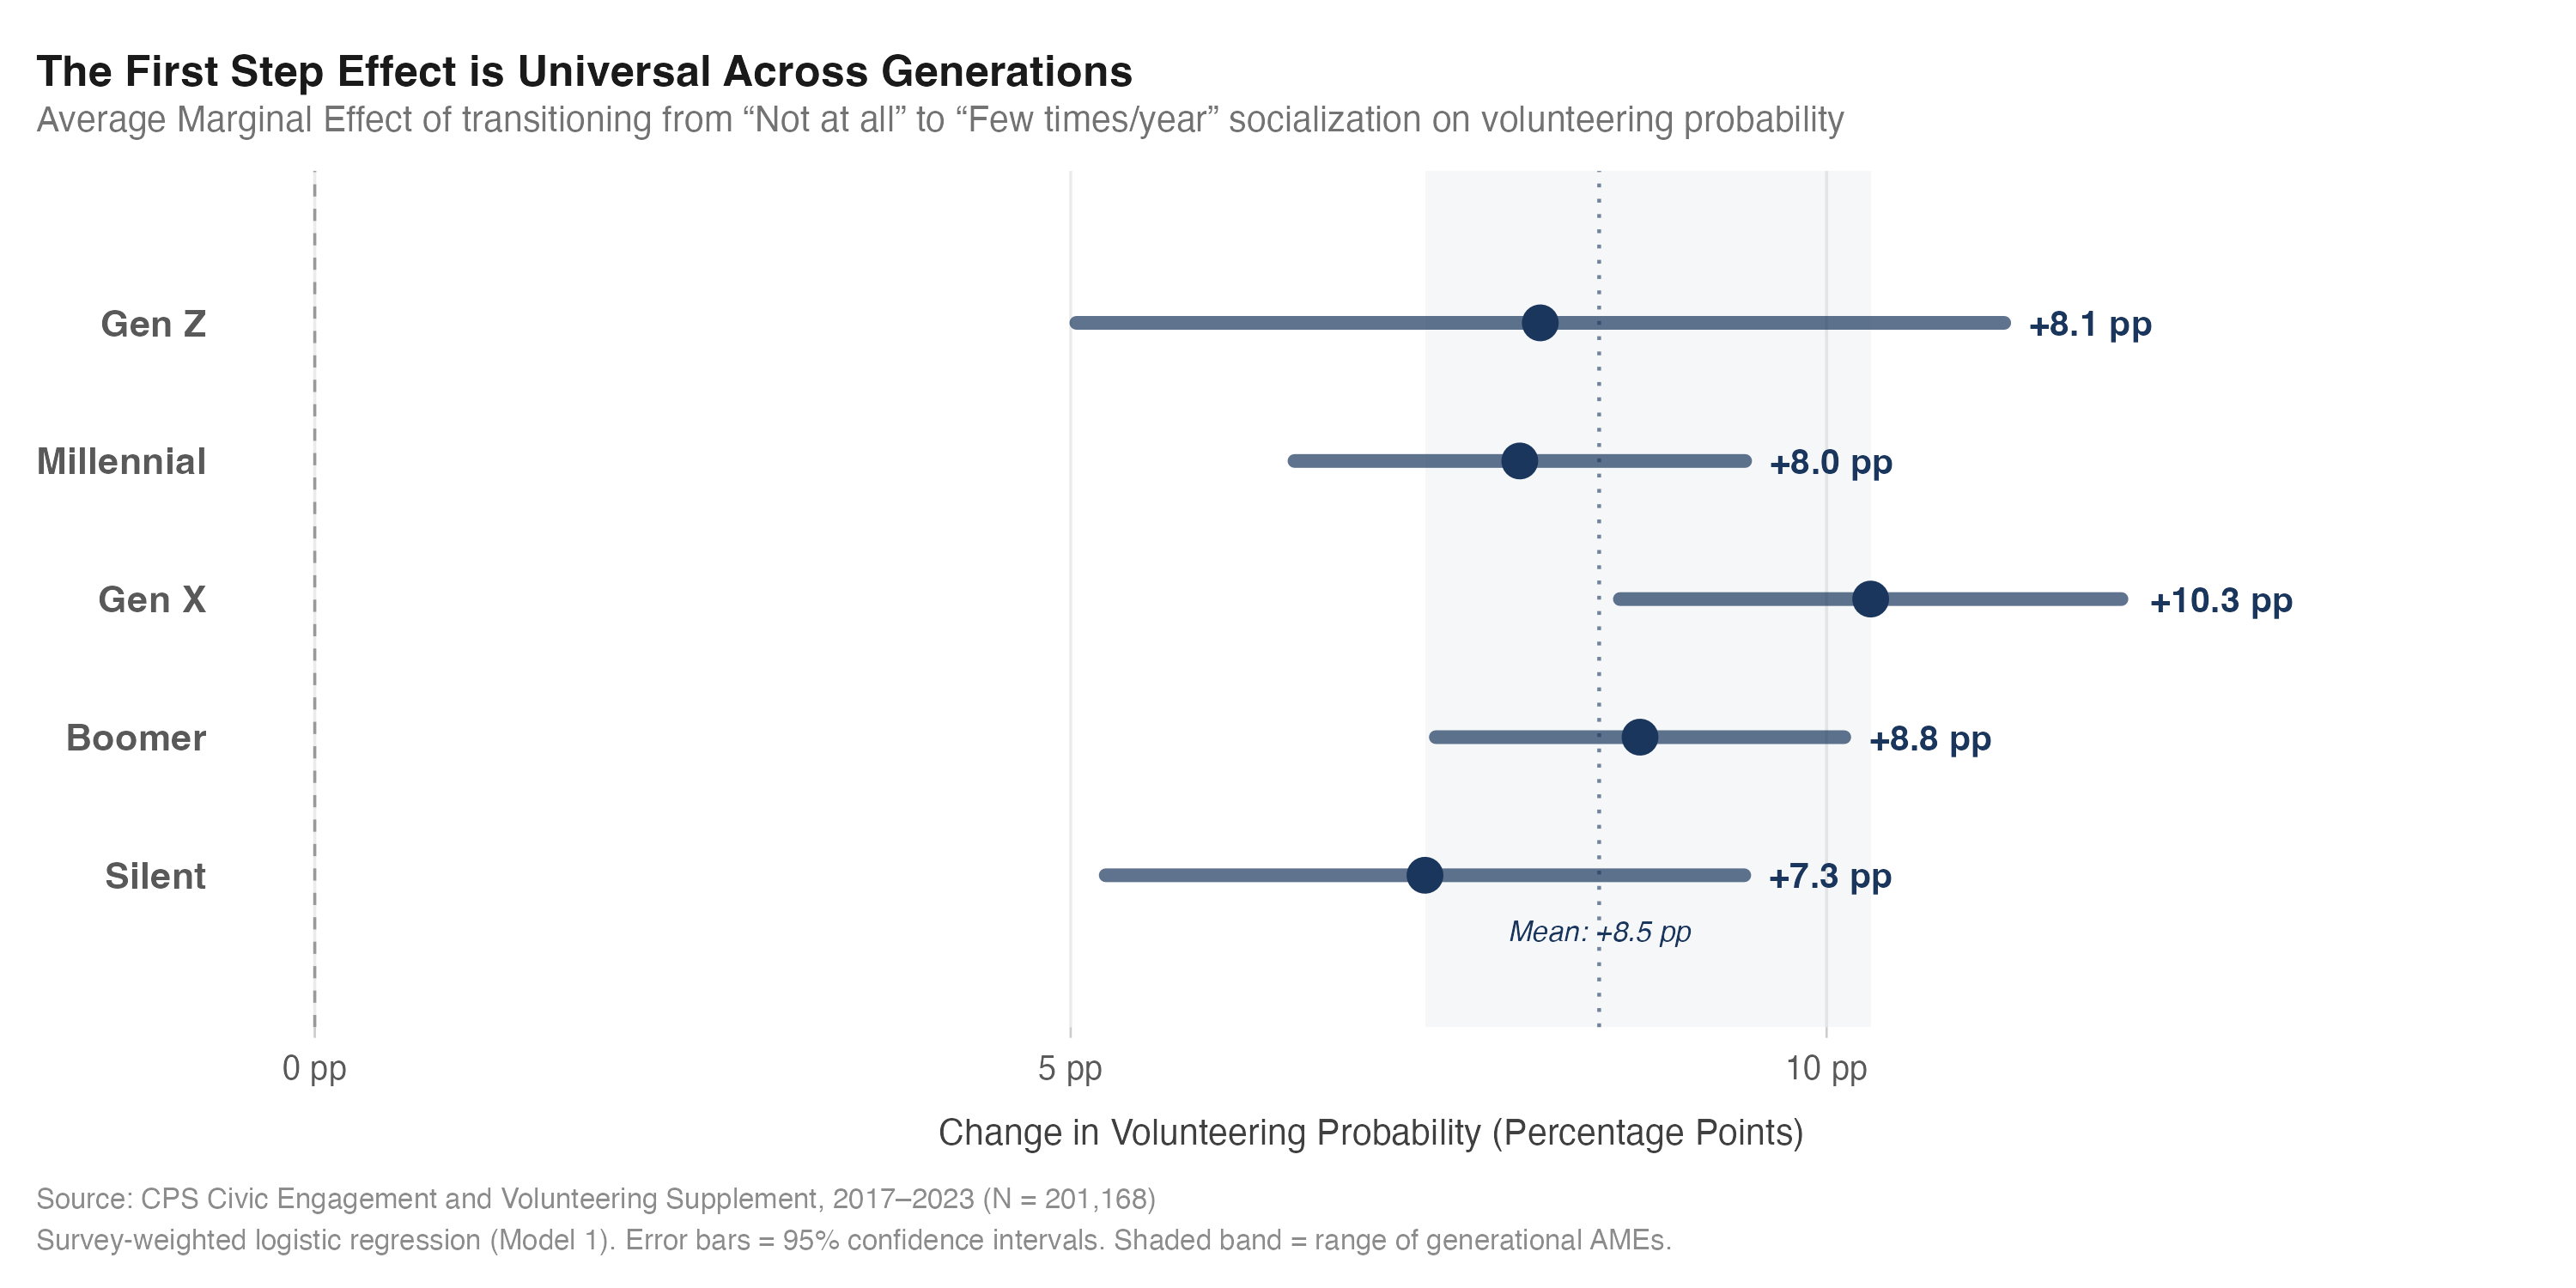 The First Step Effect is Universal Across Generations
Average Marginal Effect of transitioning from “Not at all” to “Few times/year” socialization on volunteering probability
Gen Z
+8.1 pp
Millennial
+8.0 pp
Gen X
+10.3 pp
Boomer
+8.8 pp
Silent
+7.3 pp
Mean: +8.5 pp
0 pp
5 pp
10 pp
Change in Volunteering Probability (Percentage Points)
Source: CPS Civic Engagement and Volunteering Supplement, 2017–2023 (N = 201,168)
Survey-weighted logistic regression (Model 1). Error bars = 95% confidence intervals. Shaded band = range of generational AMEs.